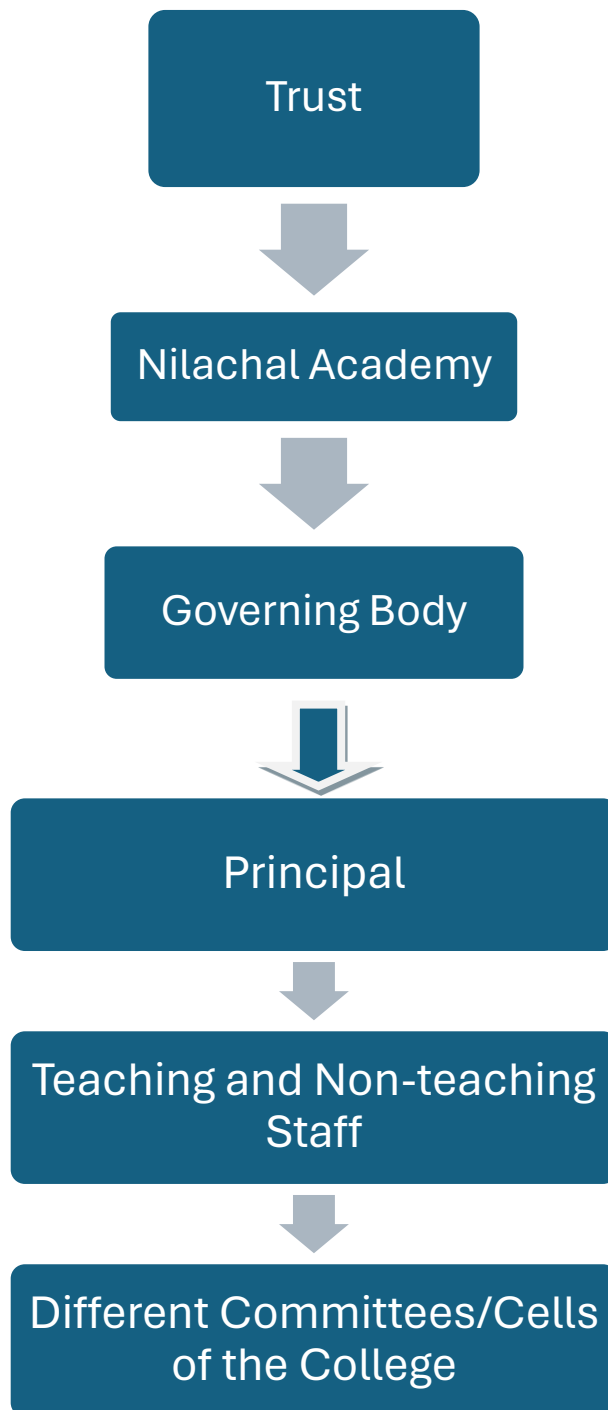 Trust
Nilachal Academy
Governing Body
Principal
Teaching and Non-teaching
Staff
Different Committees/Cells
of the College